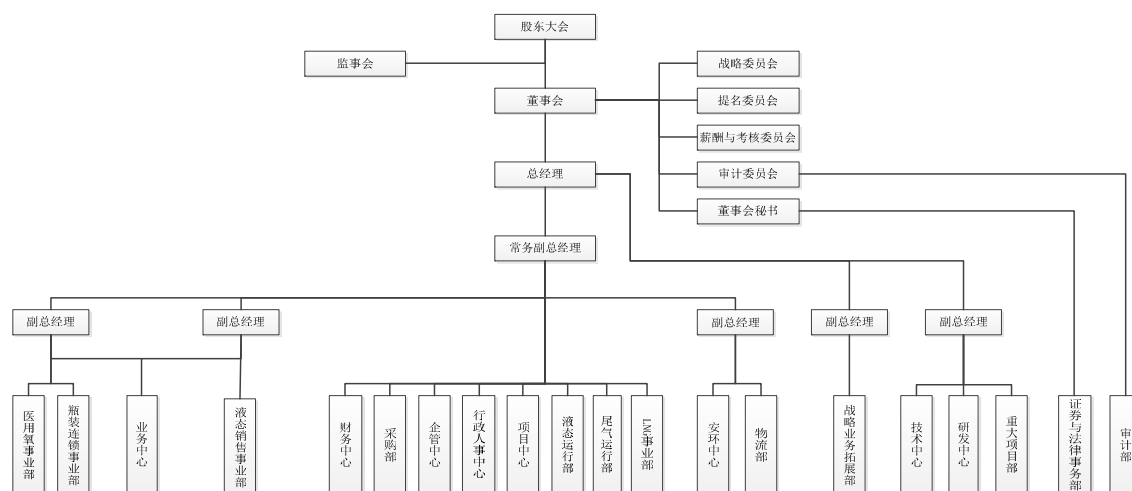 股东大会
监事会
战略委员会
董事会
提名委员会
薪酬与考核委员会
总经理
审计委员会
董事会秘书
常务副总经理
副总经理
副总经理
副总经理
副总经理
副总经理
医用氧事业部
瓶装连锁事业部
业务中心
液态销售事业部
财务中心
采购部
企管中心
行政人事中心
项目中心
液态运行部
尾气运行部
LNG事业部
安环中心
物流部
战略业务拓展部
技术中心
研发中心
重大项目部
证券与法律事务部
审计部